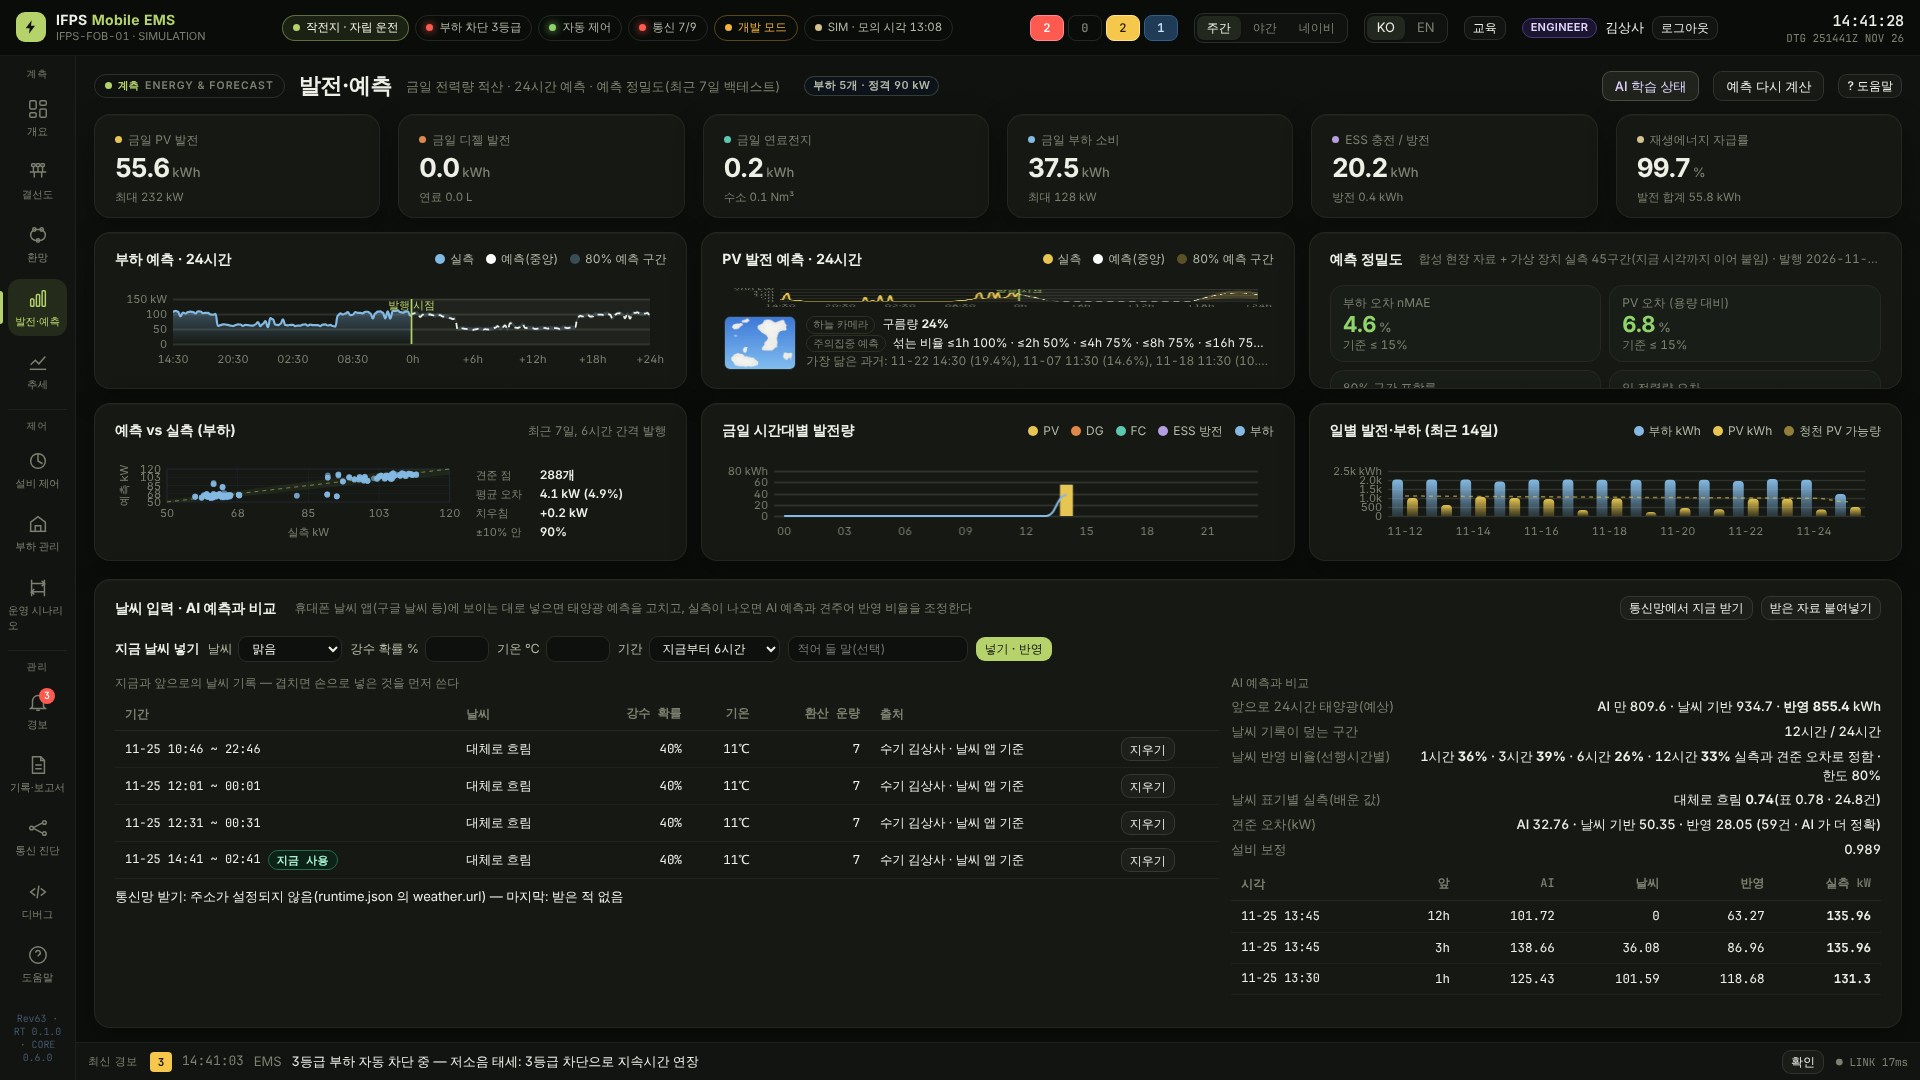 IFPS Mobile EMS
IFPS-FOB-01 · SIMULATION
작전지 · 자립 운전
부하 차단 3등급
자동 제어
통신 7/9
개발 모드
SIM · 모의 시각 13:08
2 0 2 1
주간 야간 네이비
KO EN
교육
ENGINEER 김상사 로그아웃
14:41:28
DTG 251441Z NOV 26
계측
개요
결선도
환망
발전·예측
추세
제어
설비 제어
부하 관리
운영 시나리오
관리
3
경보
기록·보고서
통신 진단
디버그
도움말
Rev63 ·
RT 0.1.0
· CORE
0.6.0
계측 ENERGY & FORECAST
발전·예측
금일 전력량 적산 · 24시간 예측 · 예측 정밀도(최근 7일 백테스트)
부하 5개 · 정격 90 kW
AI 학습 상태
예측 다시 계산
? 도움말
금일 PV 발전
55.6 kWh
최대 232 kW
금일 디젤 발전
0.0 kWh
연료 0.0 L
금일 연료전지
0.2 kWh
수소 0.1 Nm³
금일 부하 소비
37.5 kWh
최대 128 kW
ESS 충전 / 방전
20.2 kWh
방전 0.4 kWh
재생에너지 자급률
99.7 %
발전 합계 55.8 kWh
부하 예측 · 24시간
실측 예측(중앙) 80% 예측 구간
발행 시점
150 kW
100
50
0
14:30 20:30 02:30 08:30 0h +6h +12h +18h +24h
PV 발전 예측 · 24시간
실측 예측(중앙) 80% 예측 구간
하늘 카메라 구름량 24%
주의집중 예측 섞는 비율 ≤1h 100% · ≤2h 50% · ≤4h 75% · ≤8h 75% · ≤16h 75...
가장 닮은 과거: 11-22 14:30 (19.4%), 11-07 11:30 (14.6%), 11-18 11:30 (10....
예측 정밀도
합성 현장 자료 + 가상 장치 실측 45구간(지금 시각까지 이어 붙임) · 발행 2026-11-...
부하 오차 nMAE
4.6 %
기준 ≤ 15%
PV 오차 (용량 대비)
6.8 %
기준 ≤ 15%
예측 vs 실측 (부하)
최근 7일, 6시간 간격 발행
예측 kW
120
103
85
68
50
50 68 85 103 120
실측 kW
견준 점 288개
평균 오차 4.1 kW (4.9%)
치우침 +0.2 kW
±10% 안 90%
금일 시간대별 발전량
PV DG FC ESS 방전 부하
80 kWh
60
40
20
0
00 03 06 09 12 15 18 21
일별 발전·부하 (최근 14일)
부하 kWh PV kWh 청천 PV 가능량
2.5k kWh
2.0k
1.5k
1.0k
500
0
11-12 11-14 11-16 11-18 11-20 11-22 11-24
날씨 입력 · AI 예측과 비교
휴대폰 날씨 앱(구글 날씨 등)에 보이는 대로 넣으면 태양광 예측을 고치고, 실측이 나오면 AI 예측과 견주어 반영 비율을 조정한다
통신망에서 지금 받기
받은 자료 붙여넣기
지금 날씨 넣기 날씨 맑음 강수 확률 % 기온 ℃ 기간 지금부터 6시간 적어 둘 말(선택) 넣기 · 반영
지금과 앞으로의 날씨 기록 — 겹치면 손으로 넣은 것을 먼저 쓴다
기간 날씨 강수 확률 기온 환산 운량 출처
11-25 10:46 ~ 22:46 대체로 흐림 40% 11℃ 7 수기 김상사 · 날씨 앱 기준 지우기
11-25 12:01 ~ 00:01 대체로 흐림 40% 11℃ 7 수기 김상사 · 날씨 앱 기준 지우기
11-25 12:31 ~ 00:31 대체로 흐림 40% 11℃ 7 수기 김상사 · 날씨 앱 기준 지우기
11-25 14:41 ~ 02:41 지금 사용 대체로 흐림 40% 11℃ 7 수기 김상사 · 날씨 앱 기준 지우기
통신망 받기: 주소가 설정되지 않음(runtime.json 의 weather.url) — 마지막: 받은 적 없음
AI 예측과 비교
앞으로 24시간 태양광(예상) AI 만 809.6 · 날씨 기반 934.7 · 반영 855.4 kWh
날씨 기록이 덮는 구간 12시간 / 24시간
날씨 반영 비율(선행시간별) 1시간 36% · 3시간 39% · 6시간 26% · 12시간 33% 실측과 견준 오차로 정함 ·
한도 80%
날씨 표기별 실측(배운 값) 대체로 흐림 0.74(표 0.78 · 24.8건)
견준 오차(kW) AI 32.76 · 날씨 기반 50.35 · 반영 28.05 (59건 · AI 가 더 정확)
설비 보정 0.989
시각 앞 AI 날씨 반영 실측 kW
11-25 13:45 12h 101.72 0 63.27 135.96
11-25 13:45 3h 138.66 36.08 86.96 135.96
11-25 13:30 1h 125.43 101.59 118.68 131.3
최신 경보 3 14:41:03 EMS 3등급 부하 자동 차단 중 — 저소음 태세: 3등급 차단으로 지속시간 연장
확인
LINK 17ms